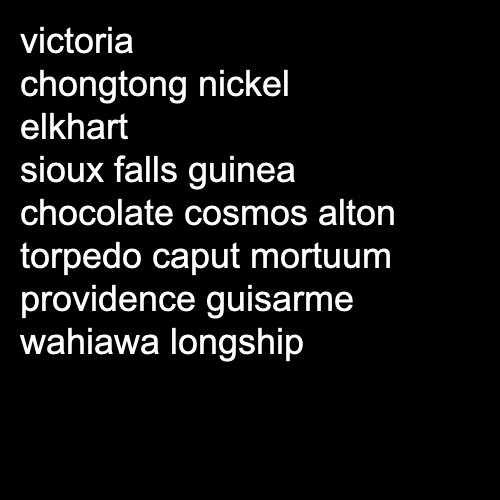 victoria
chongtong nickel
elkhart
sioux falls guinea
chocolate cosmos alton
torpedo caput mortuum
providence guisarme
wahiawa longship